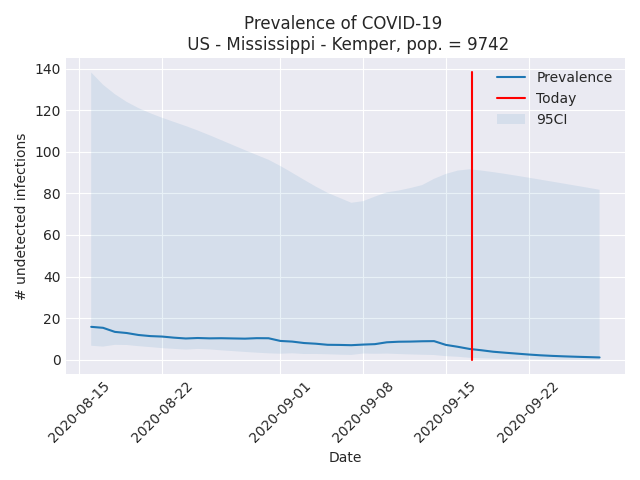 Prevalence of COVID-19
US - Mississippi - Kemper, pop. = 9742
Prevalence
Today
95CI
# undetected infections
140
120
100
80
60
40
20
0
2020-08-15
2020-08-22
2020-09-01
2020-09-08
2020-09-15
2020-09-22
Date